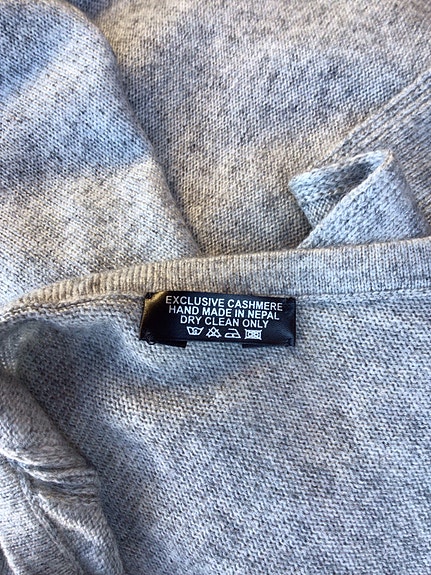 EXCLUSIVE CASHMERE
HAND MADE IN NEPAL
DRY CLEAN ONLY